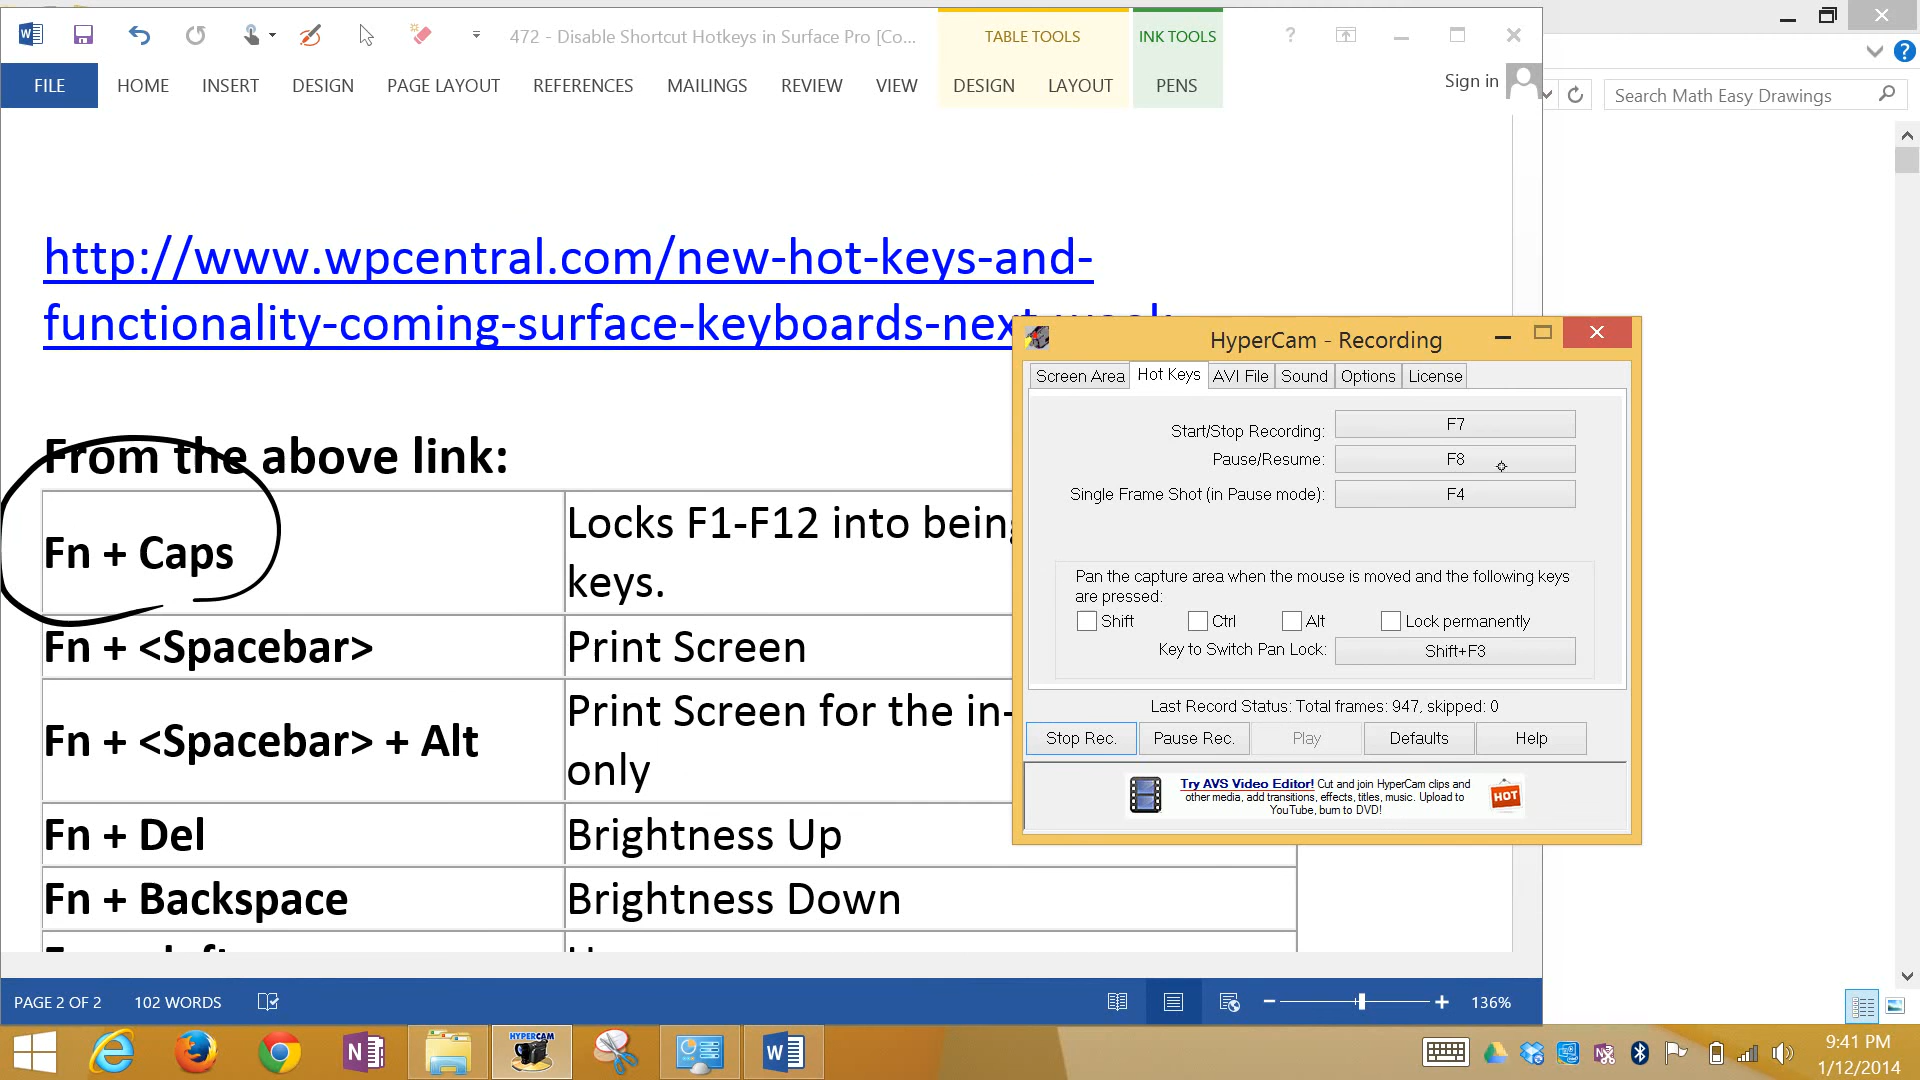 472 - Disable Shortcut Hotkeys in Surface Pro [Co...
TABLE TOOLS
INK TOOLS
?
FILE
HOME
INSERT
DESIGN
PAGE LAYOUT
REFERENCES
MAILINGS
REVIEW
VIEW
DESIGN
LAYOUT
PENS
Sign in
?
Search Math Easy Drawings
http://www.wpcentral.com/new-hot-keys-and-
functionality-coming-surface-keyboards-next-week
From the above link:
Fn + Caps
Locks F1-F12 into being
keys.
Fn + <Spacebar>
Print Screen
Fn + <Spacebar> + Alt
Print Screen for the in-
only
Fn + Del
Brightness Up
Fn + Backspace
Brightness Down
HyperCam - Recording
Screen Area
Hot Keys
AVI File
Sound
Options
License
Start/Stop Recording:
F7
Pause/Resume:
F8
Single Frame Shot (in Pause mode):
F4
Pan the capture area when the mouse is moved and the following keys
are pressed:
Shift
Ctrl
Alt
Lock permanently
Key to Switch Pan Lock:
Shift+F3
Last Record Status: Total frames: 947, skipped: 0
Stop Rec.
Pause Rec.
Play
Defaults
Help
Try AVS Video Editor! Cut and join HyperCam clips and
other media, add transitions, effects, titles, music. Upload to
YouTube, burn to DVD!
HOT
PAGE 2 OF 2
102 WORDS
136%
HYPERCAM
9:41 PM
1/12/2014